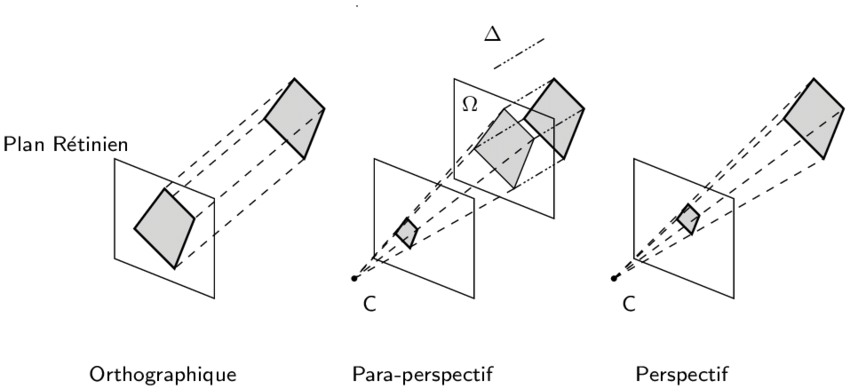 Δ
Ω
Plan Rétinien
C
C
Orthographique
Para-perspectif
Perspectif